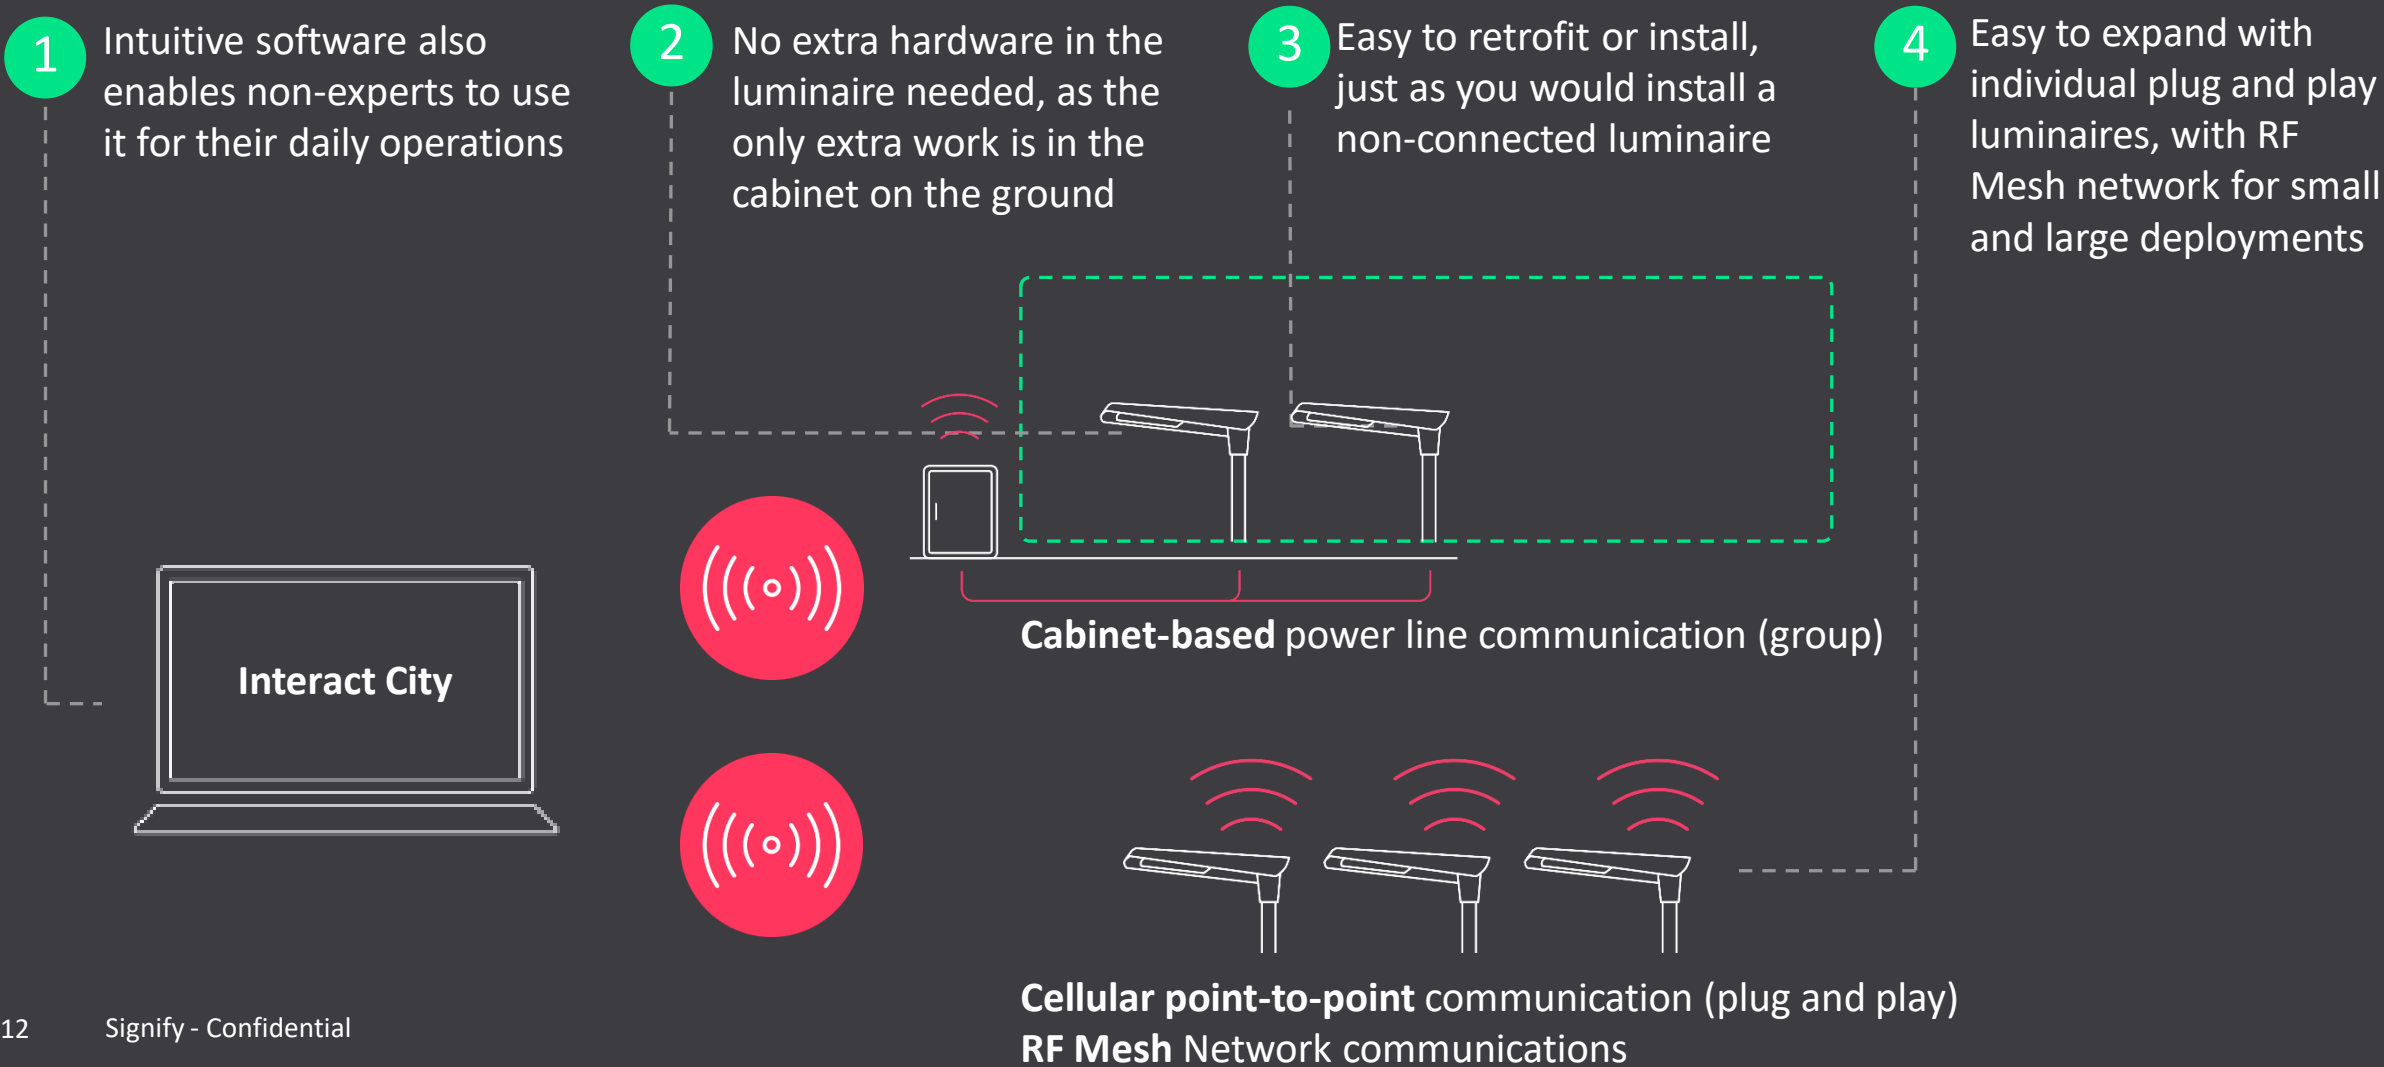 1
Intuitive software also
enables non-experts to use
it for their daily operations
2
No extra hardware in the
luminaire needed, as the
only extra work is in the
cabinet on the ground
3
Easy to retrofit or install,
just as you would install a
non-connected luminaire
4
Easy to expand with
individual plug and play
luminaires, with RF
Mesh network for small
and large deployments
Interact City
Cabinet-based power line communication (group)
Cellular point-to-point communication (plug and play)
RF Mesh Network communications
12
Signify - Confidential